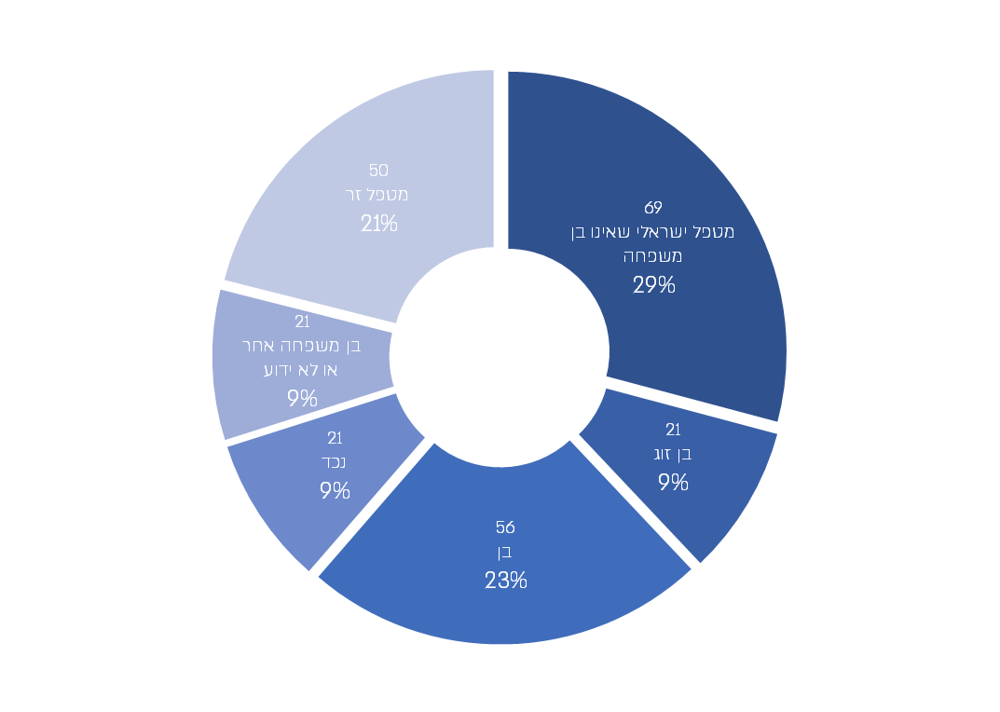 69
מטפל ישראלי שאינו בן
משפחה
29%
21
בן זוג
9%
56
בן
23%
21
נכד
9%
21
בן משפחה אחר
או לא ידוע
9%
50
מטפל זר
21%